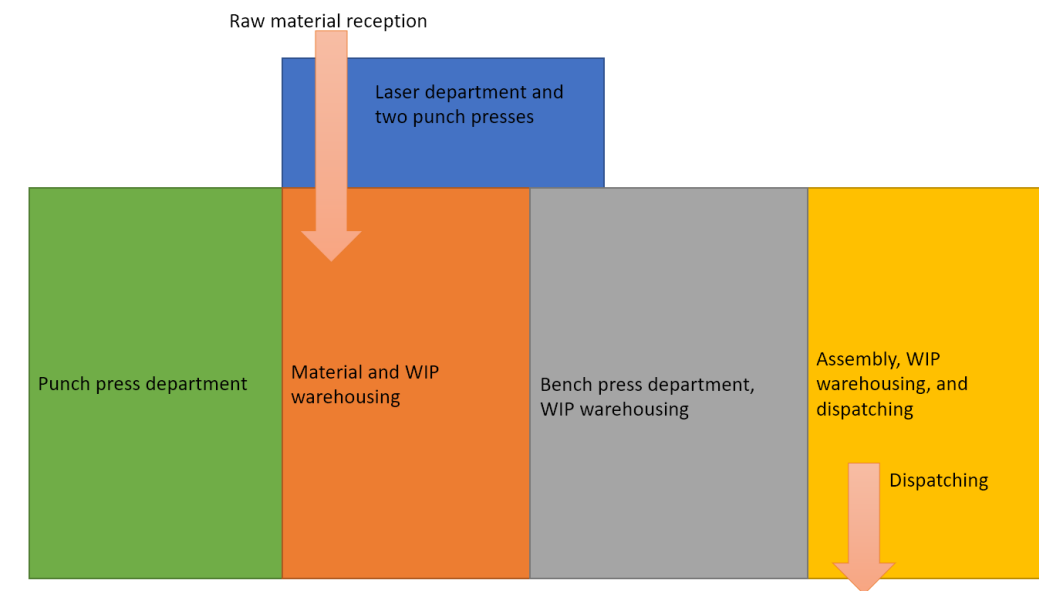 Raw material reception
Laser department and
two punch presses
Punch press department
Material and WIP
warehousing
Bench press department,
WIP warehousing
Assembly, WIP
warehousing, and
dispatching
Dispatching